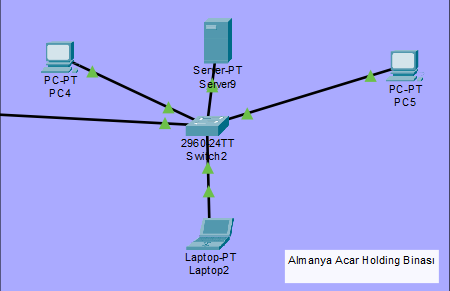 Server-PT
Server9
PC-PT
PC4
PC-PT
PC5
2960-24TT
Switch2
Laptop-PT
Laptop2
Almanya Acar Holding Binası